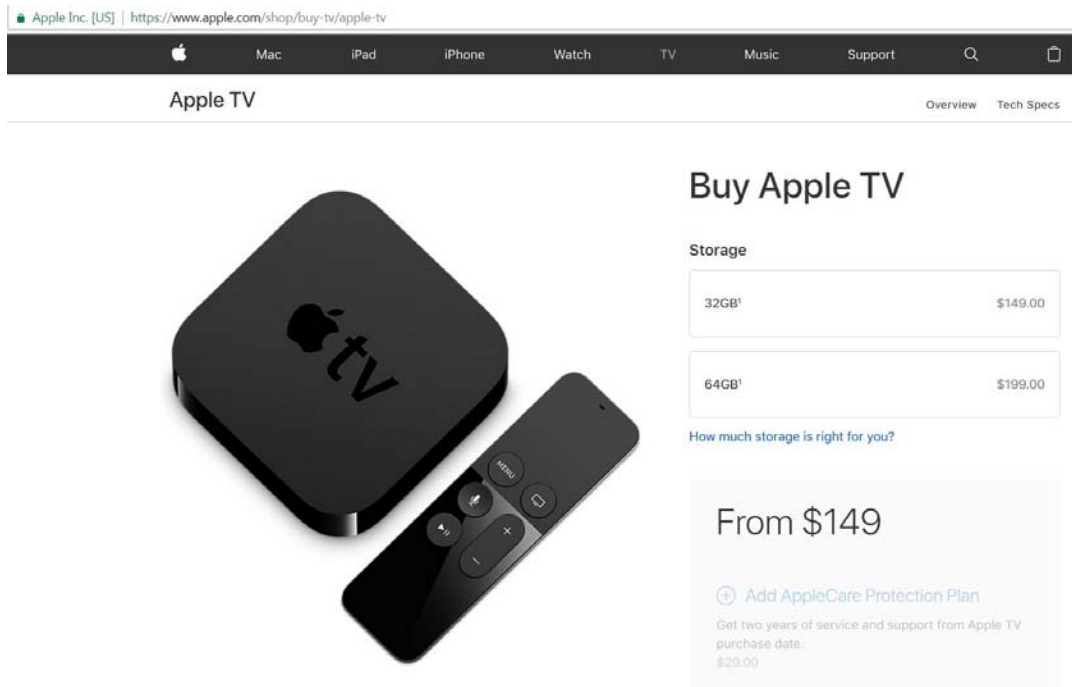 Apple Inc. [US] | https://www.apple.com/shop/buy-tv/apple-tv
Mac iPad iPhone Watch TV Music Support
Apple TV
Overview Tech Specs
Buy Apple TV
Storage
32GB¹ $149.00
64GB¹ $199.00
How much storage is right for you?
tv
MENU
From $149
Add AppleCare Protection Plan
Get two years of service and support from Apple TV
purchase date.
$29.00